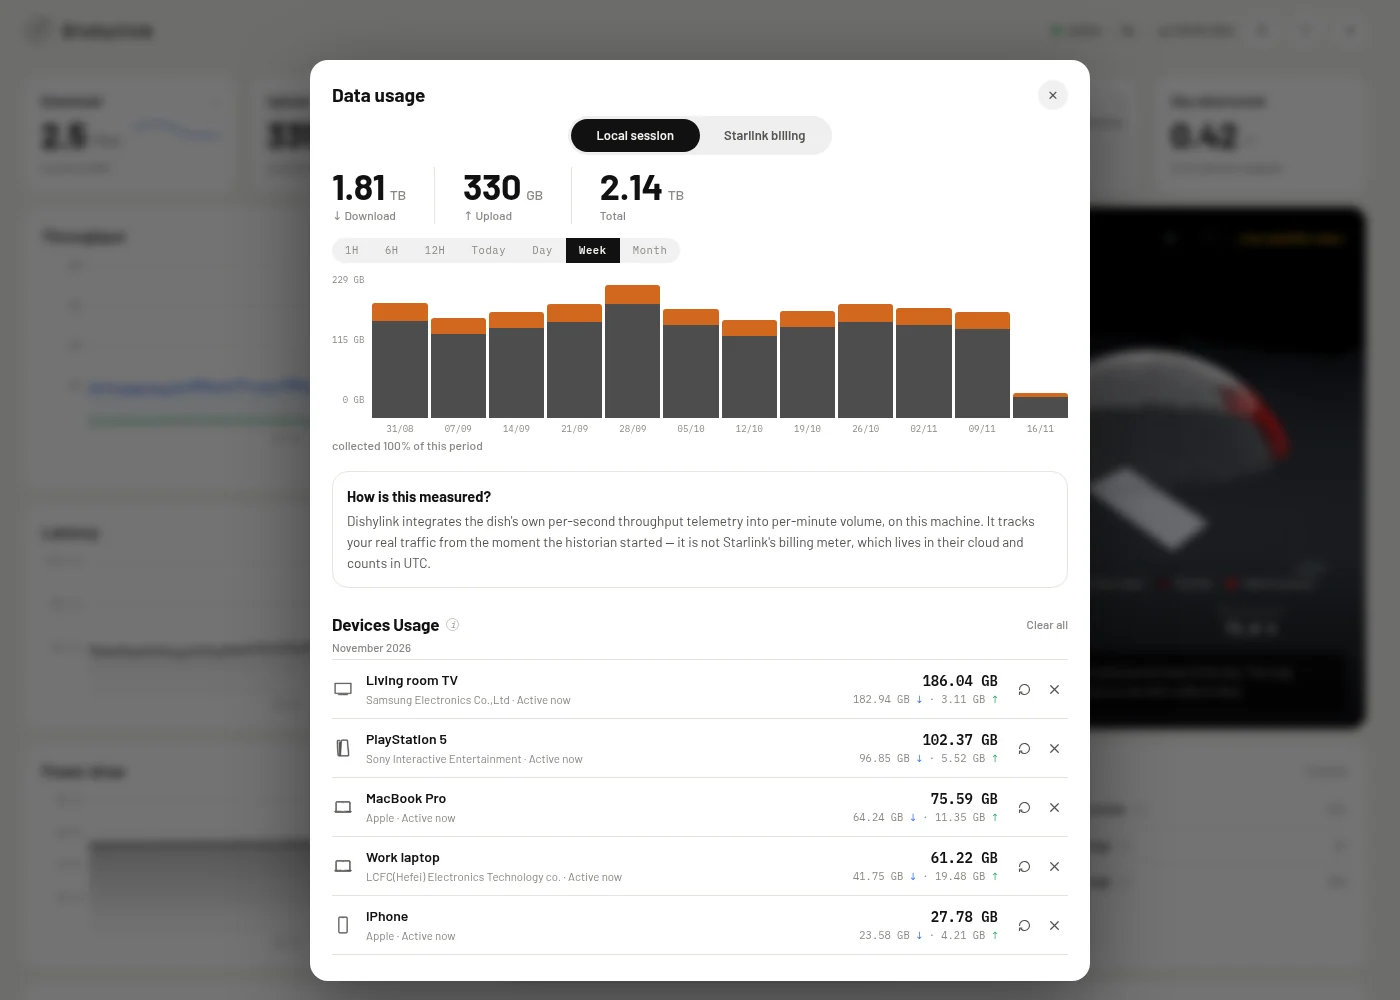 Data usage
Local session
Starlink billing
1.81 TB
↓ Download
330 GB
↑ Upload
2.14 TB
Total
1H 6H 12H Today Day Week Month
229 GB
115 GB
0 GB
31/08 07/09 14/09 21/09 28/09 05/10 12/10 19/10 26/10 02/11 09/11 16/11
collected 100% of this period
How is this measured?
Dishylink integrates the dish's own per-second throughput telemetry into per-minute volume, on this machine. It tracks
your real traffic from the moment the historian started — it is not Starlink's billing meter, which lives in their cloud and
counts in UTC.
Devices Usage
Clear all
November 2026
Living room TV
186.04 GB
Samsung Electronics Co.,Ltd · Active now
182.94 GB ↓ · 3.11 GB ↑
PlayStation 5
102.37 GB
Sony Interactive Entertainment · Active now
96.85 GB ↓ · 5.52 GB ↑
MacBook Pro
75.59 GB
Apple · Active now
64.24 GB ↓ · 11.35 GB ↑
Work laptop
61.22 GB
LCFC(Hefei) Electronics Technology co. · Active now
41.75 GB ↓ · 19.48 GB ↑
iPhone
27.78 GB
Apple · Active now
23.58 GB ↓ · 4.21 GB ↑